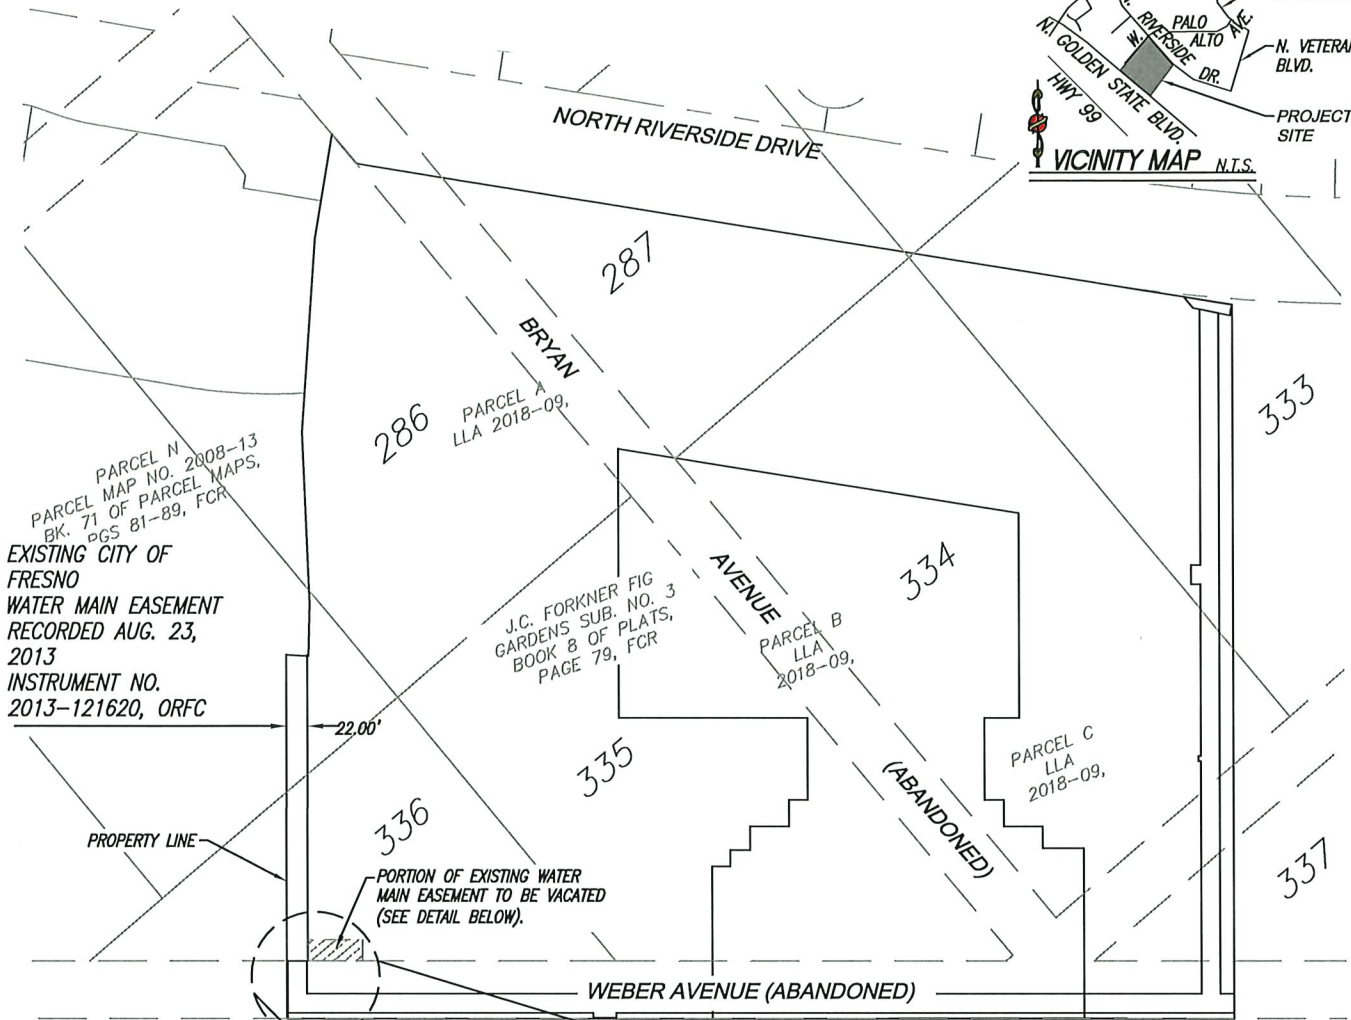 N. GOLDEN STATE BLVD.
W. RIVERSIDE DR.
PALO
ALTO AVE.
HWY 99
BLVD.
PROJECT
SITE
VICINITY MAP N.T.S.
NORTH RIVERSIDE DRIVE
287
BRYAN
286
PARCEL A
LLA 2018-09,
333
PARCEL N
PARCEL MAP NO. 2008-13
BK. 71 OF PARCEL MAPS,
PGS 81-89, FCR
EXISTING CITY OF
FRESNO
WATER MAIN EASEMENT
RECORDED AUG. 23,
2013
INSTRUMENT NO.
2013-121620, ORFC
22.00'
J.C. FORKNER FIG
GARDENS SUB. NO. 3
BOOK 8 OF PLATS,
PAGE 79, FCR
AVENUE
334
PARCEL B
LLA
2018-09,
335
(ABANDONED)
PARCEL C
LLA
2018-09,
336
337
PROPERTY LINE
PORTION OF EXISTING WATER
MAIN EASEMENT TO BE VACATED
(SEE DETAIL BELOW).
WEBER AVENUE (ABANDONED)